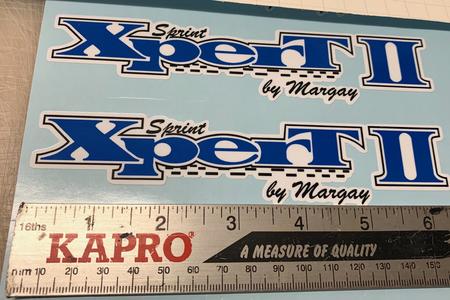 Sprint
XperT II
by Margay
Sprint
XperT II
by Margay
1 2 3 4 5 6
16ths
KAPRO® A MEASURE OF QUALITY
mm 10 20 30 40 50 60 70 80 90 100 110 120 130 140 150